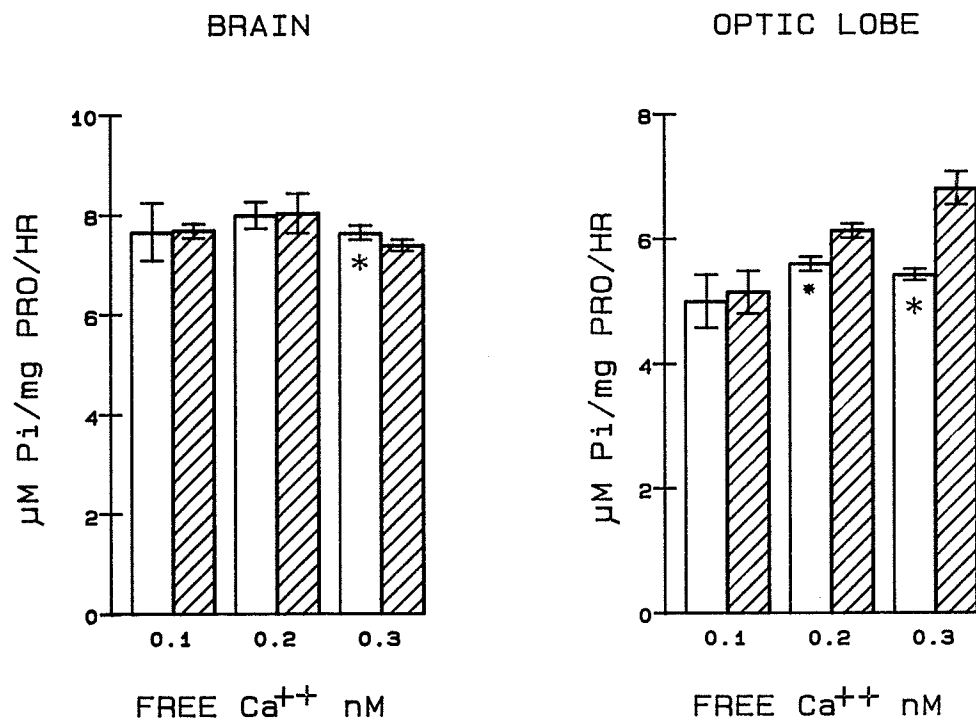 BRAIN
µM Pi/mg PRO/HR
10
8
6
4
2
0
0.1 0.2 0.3
*
FREE Ca++ nM
OPTIC LOBE
µM Pi/mg PRO/HR
8
6
4
2
0
0.1 0.2 0.3
* *
FREE Ca++ nM